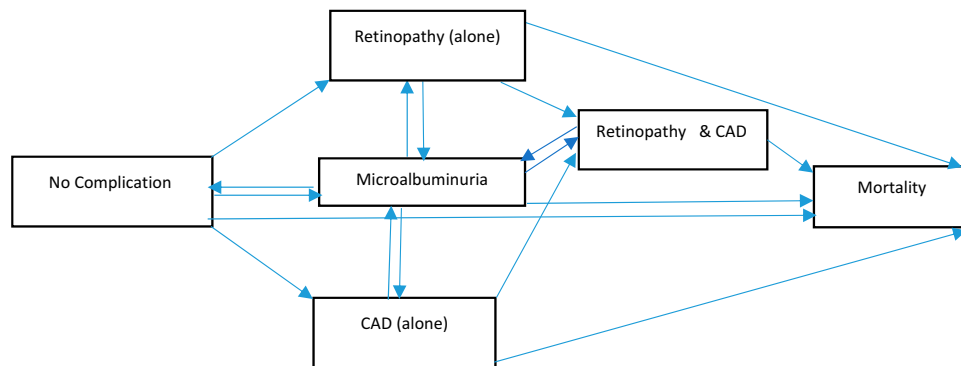 Retinopathy (alone)
Retinopathy & CAD
No Complication
Microalbuminuria
Mortality
CAD (alone)